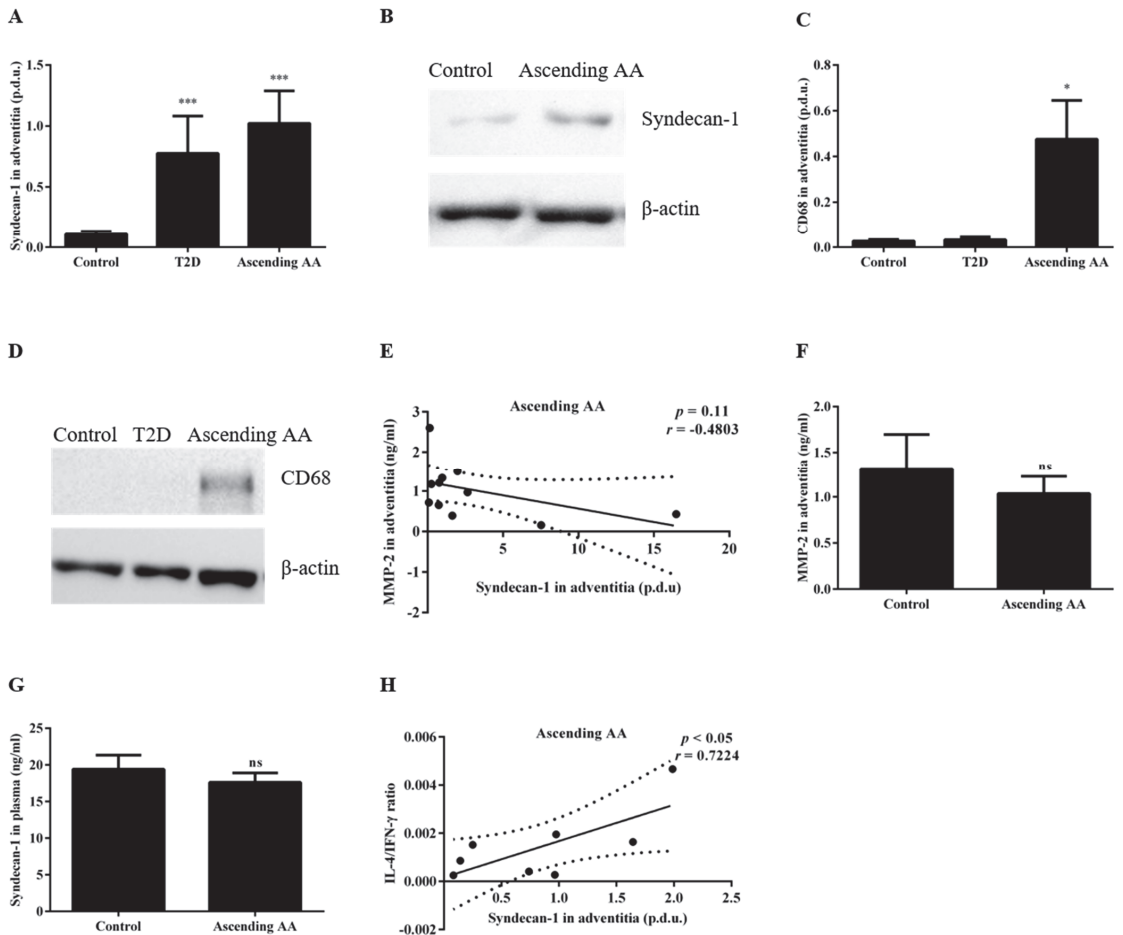 A
Syndecan-1 in adventitia (p.d.u.)
1.5
1.0
0.5
0.0
***
***
Control
T2D
Ascending AA
B
Control
Ascending AA
Syndecan-1
β-actin
C
CD68 in adventitia (p.d.u.)
0.8
0.6
0.4
0.2
0.0
*
Control
T2D
Ascending AA
D
Control
T2D
Ascending AA
CD68
β-actin
E
Ascending AA
p = 0.11
r = -0.4803
MMP-2 in adventitia (ng/ml)
3
2
1
0
-1
-2
5
10
15
20
Syndecan-1 in adventitia (p.d.u)
F
MMP-2 in adventitia (ng/ml)
2.0
1.5
1.0
0.5
0.0
ns
Control
Ascending AA
G
Syndecan-1 in plasma (ng/ml)
25
20
15
10
5
0
ns
Control
Ascending AA
H
Ascending AA
p < 0.05
r = 0.7224
IL-4/IFN-γ ratio
0.006
0.004
0.002
0.000
-0.002
0.5
1.0
1.5
2.0
2.5
Syndecan-1 in adventitia (p.d.u.)